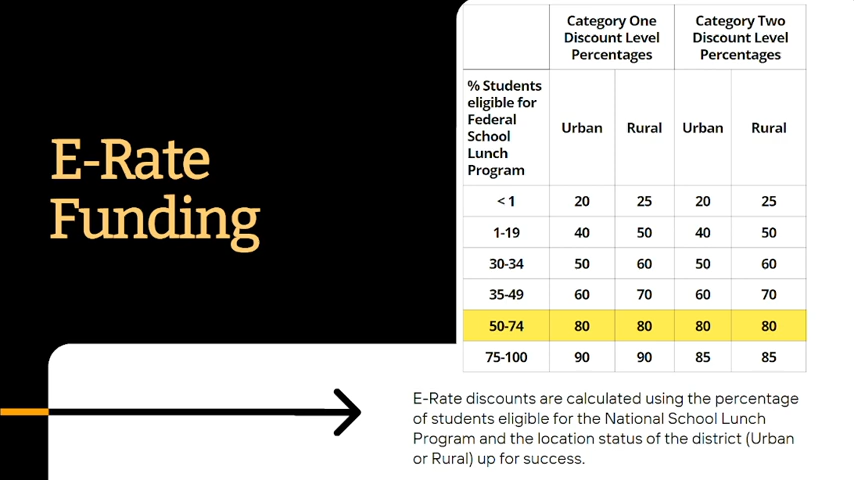 E-Rate
Funding
Category One Discount Level Percentages Category Two Discount Level Percentages
% Students eligible for Federal School Lunch Program Urban Rural Urban Rural
< 1 20 25 20 25
1-19 40 50 40 50
30-34 50 60 50 60
35-49 60 70 60 70
50-74 80 80 80 80
75-100 90 90 85 85
E-Rate discounts are calculated using the percentage
of students eligible for the National School Lunch
Program and the location status of the district (Urban
or Rural) up for success.